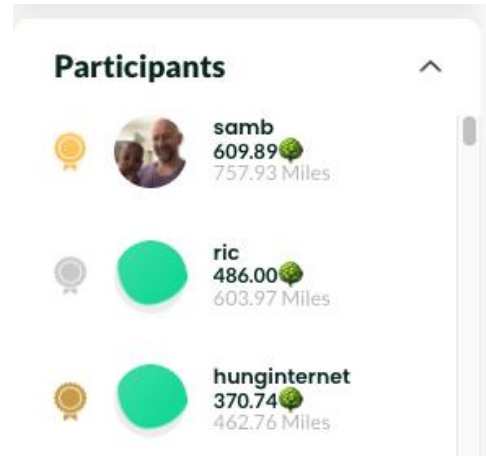 Participants
samb
609.89
757.93 Miles
ric
486.00
603.97 Miles
hunginternet
370.74
462.76 Miles